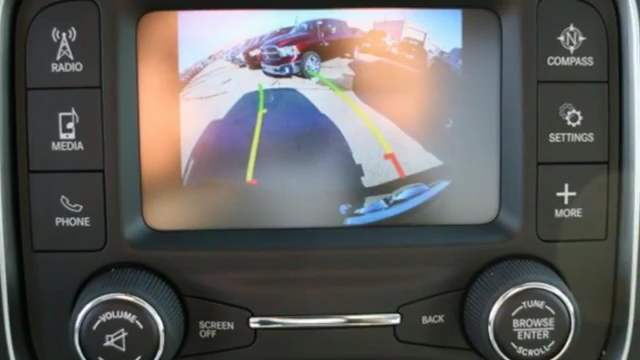 RADIO
N
COMPASS
MEDIA
SETTINGS
PHONE
MORE
VOLUME
SCREEN
OFF
BACK
TUNE
BROWSE
ENTER
SCROLL